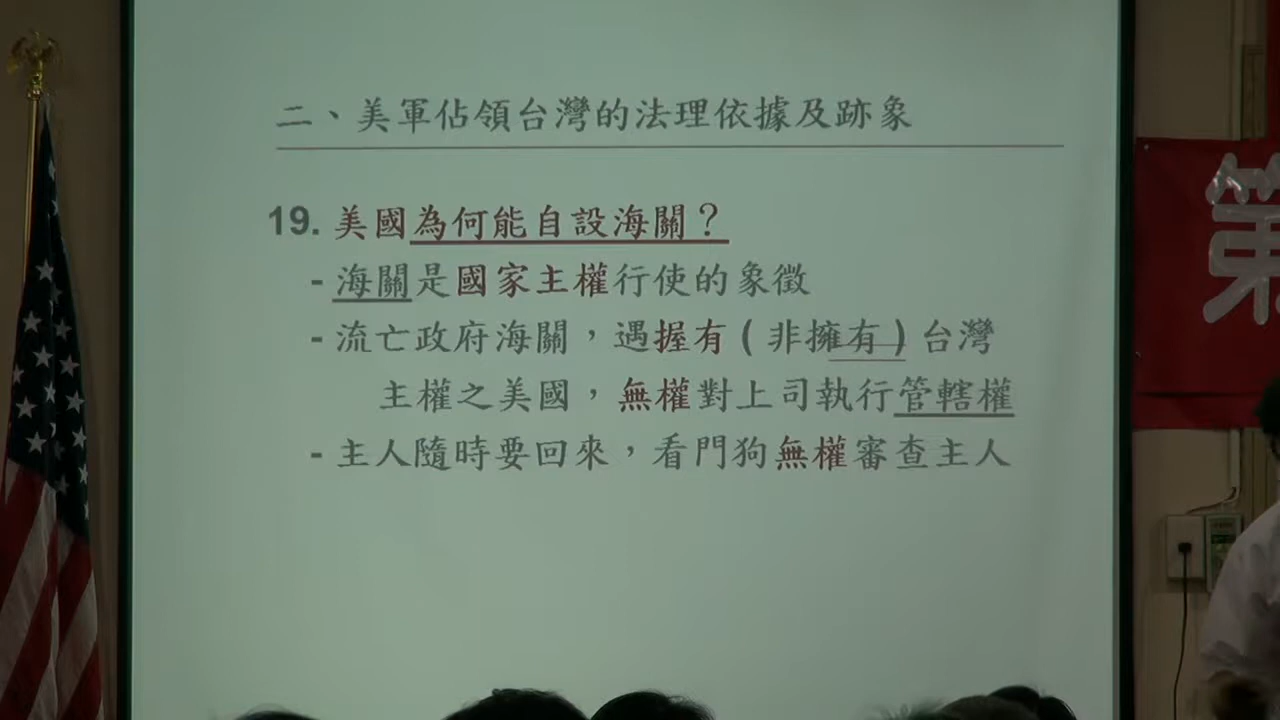 二、美軍佔領台灣的法理依據及跡象
19. 美國為何能自設海關？
- 海關是國家主權行使的象徵
- 流亡政府海關，遇握有(非擁有)台灣
主權之美國，無權對上司執行管轄權
- 主人隨時要回來，看門狗無權審查主人
第